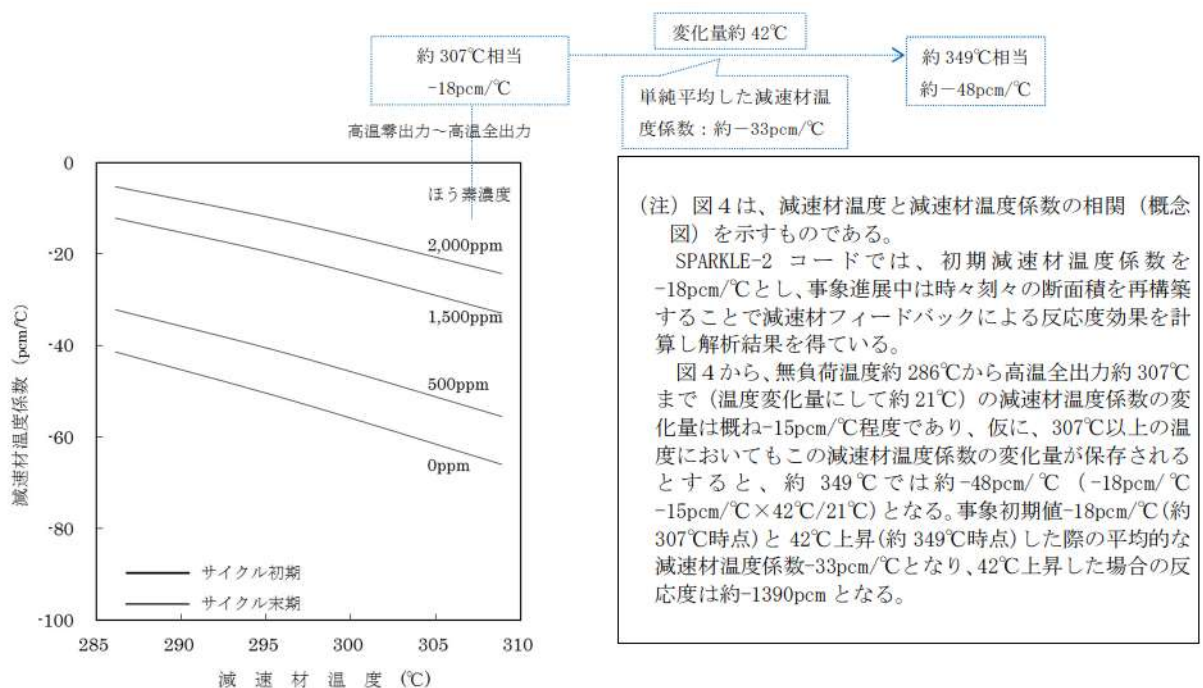 変化量約 42℃
約 307℃相当
-18pcm/℃
約 349℃相当
約－48pcm/℃
単純平均した減速材温
度係数：約－33pcm/℃
高温零出力～高温全出力
ほう素濃度
2,000ppm
1,500ppm
500ppm
0ppm
0
-20
-40
-60
-80
-100
減速材温度係数 (pcm/℃)
サイクル初期
サイクル末期
285
290
295
300
305
310
減 速 材 温 度 (℃)
(注) 図４は、減速材温度と減速材温度係数の相関（概念
図）を示すものである。
SPARKLE-2 コードでは、初期減速材温度係数を
-18pcm/℃とし、事象進展中は時々刻々の断面積を再構築
することで減速材フィードバックによる反応度効果を計
算し解析結果を得ている。
図４から、無負荷温度約 286℃から高温全出力約 307℃
まで（温度変化量にして約 21℃）の減速材温度係数の変
化量は概ね-15pcm/℃程度であり、仮に、307℃以上の温
度においてもこの減速材温度係数の変化量が保存される
とすると、約 349℃では約-48pcm/℃（-18pcm/℃
-15pcm/℃×42℃/21℃）となる。事象初期値-18pcm/℃(約
307℃時点)と 42℃上昇(約 349℃時点)した際の平均的な
減速材温度係数-33pcm/℃となり、42℃上昇した場合の反
応度は約-1390pcm となる。